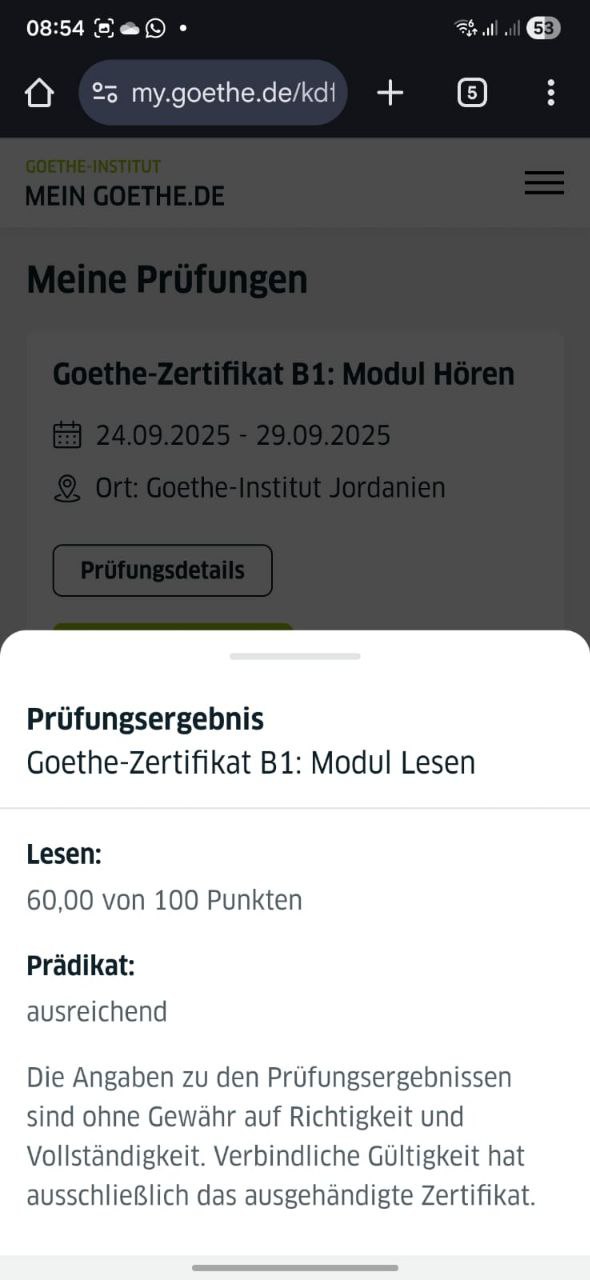 08:54
53
my.goethe.de/kdf
5
GOETHE-INSTITUT
MEIN GOETHE.DE
Meine Prüfungen
Goethe-Zertifikat B1: Modul Hören
24.09.2025 - 29.09.2025
Ort: Goethe-Institut Jordanien
Prüfungsdetails
Prüfungsergebnis
Goethe-Zertifikat B1: Modul Lesen
Lesen:
60,00 von 100 Punkten
Prädikat:
ausreichend
Die Angaben zu den Prüfungsergebnissen
sind ohne Gewähr auf Richtigkeit und
Vollständigkeit. Verbindliche Gültigkeit hat
ausschließlich das ausgehändigte Zertifikat.